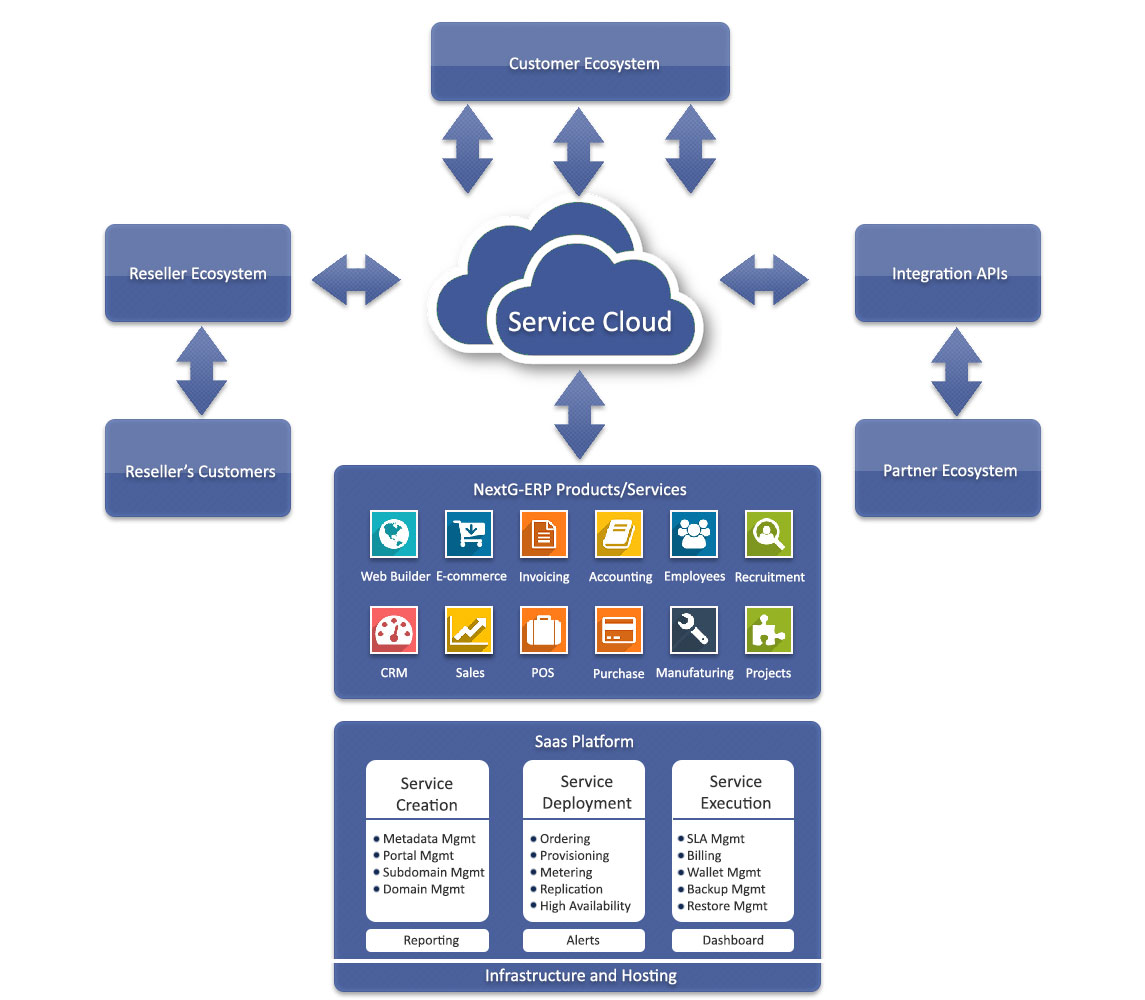 Customer Ecosystem
Reseller Ecosystem
Integration APIs
Service Cloud
Reseller's Customers
Partner Ecosystem
NextG-ERP Products/Services
Web Builder
E-commerce
Invoicing
Accounting
Employees
Recruitment
CRM
Sales
POS
Purchase
Manufaturing
Projects
Saas Platform
Service
Creation
• Metadata Mgmt
• Portal Mgmt
• Subdomain Mgmt
• Domain Mgmt
Reporting
Service
Deployment
• Ordering
• Provisioning
• Metering
• Replication
• High Availability
Alerts
Service
Execution
• SLA Mgmt
• Billing
• Wallet Mgmt
• Backup Mgmt
• Restore Mgmt
Dashboard
Infrastructure and Hosting